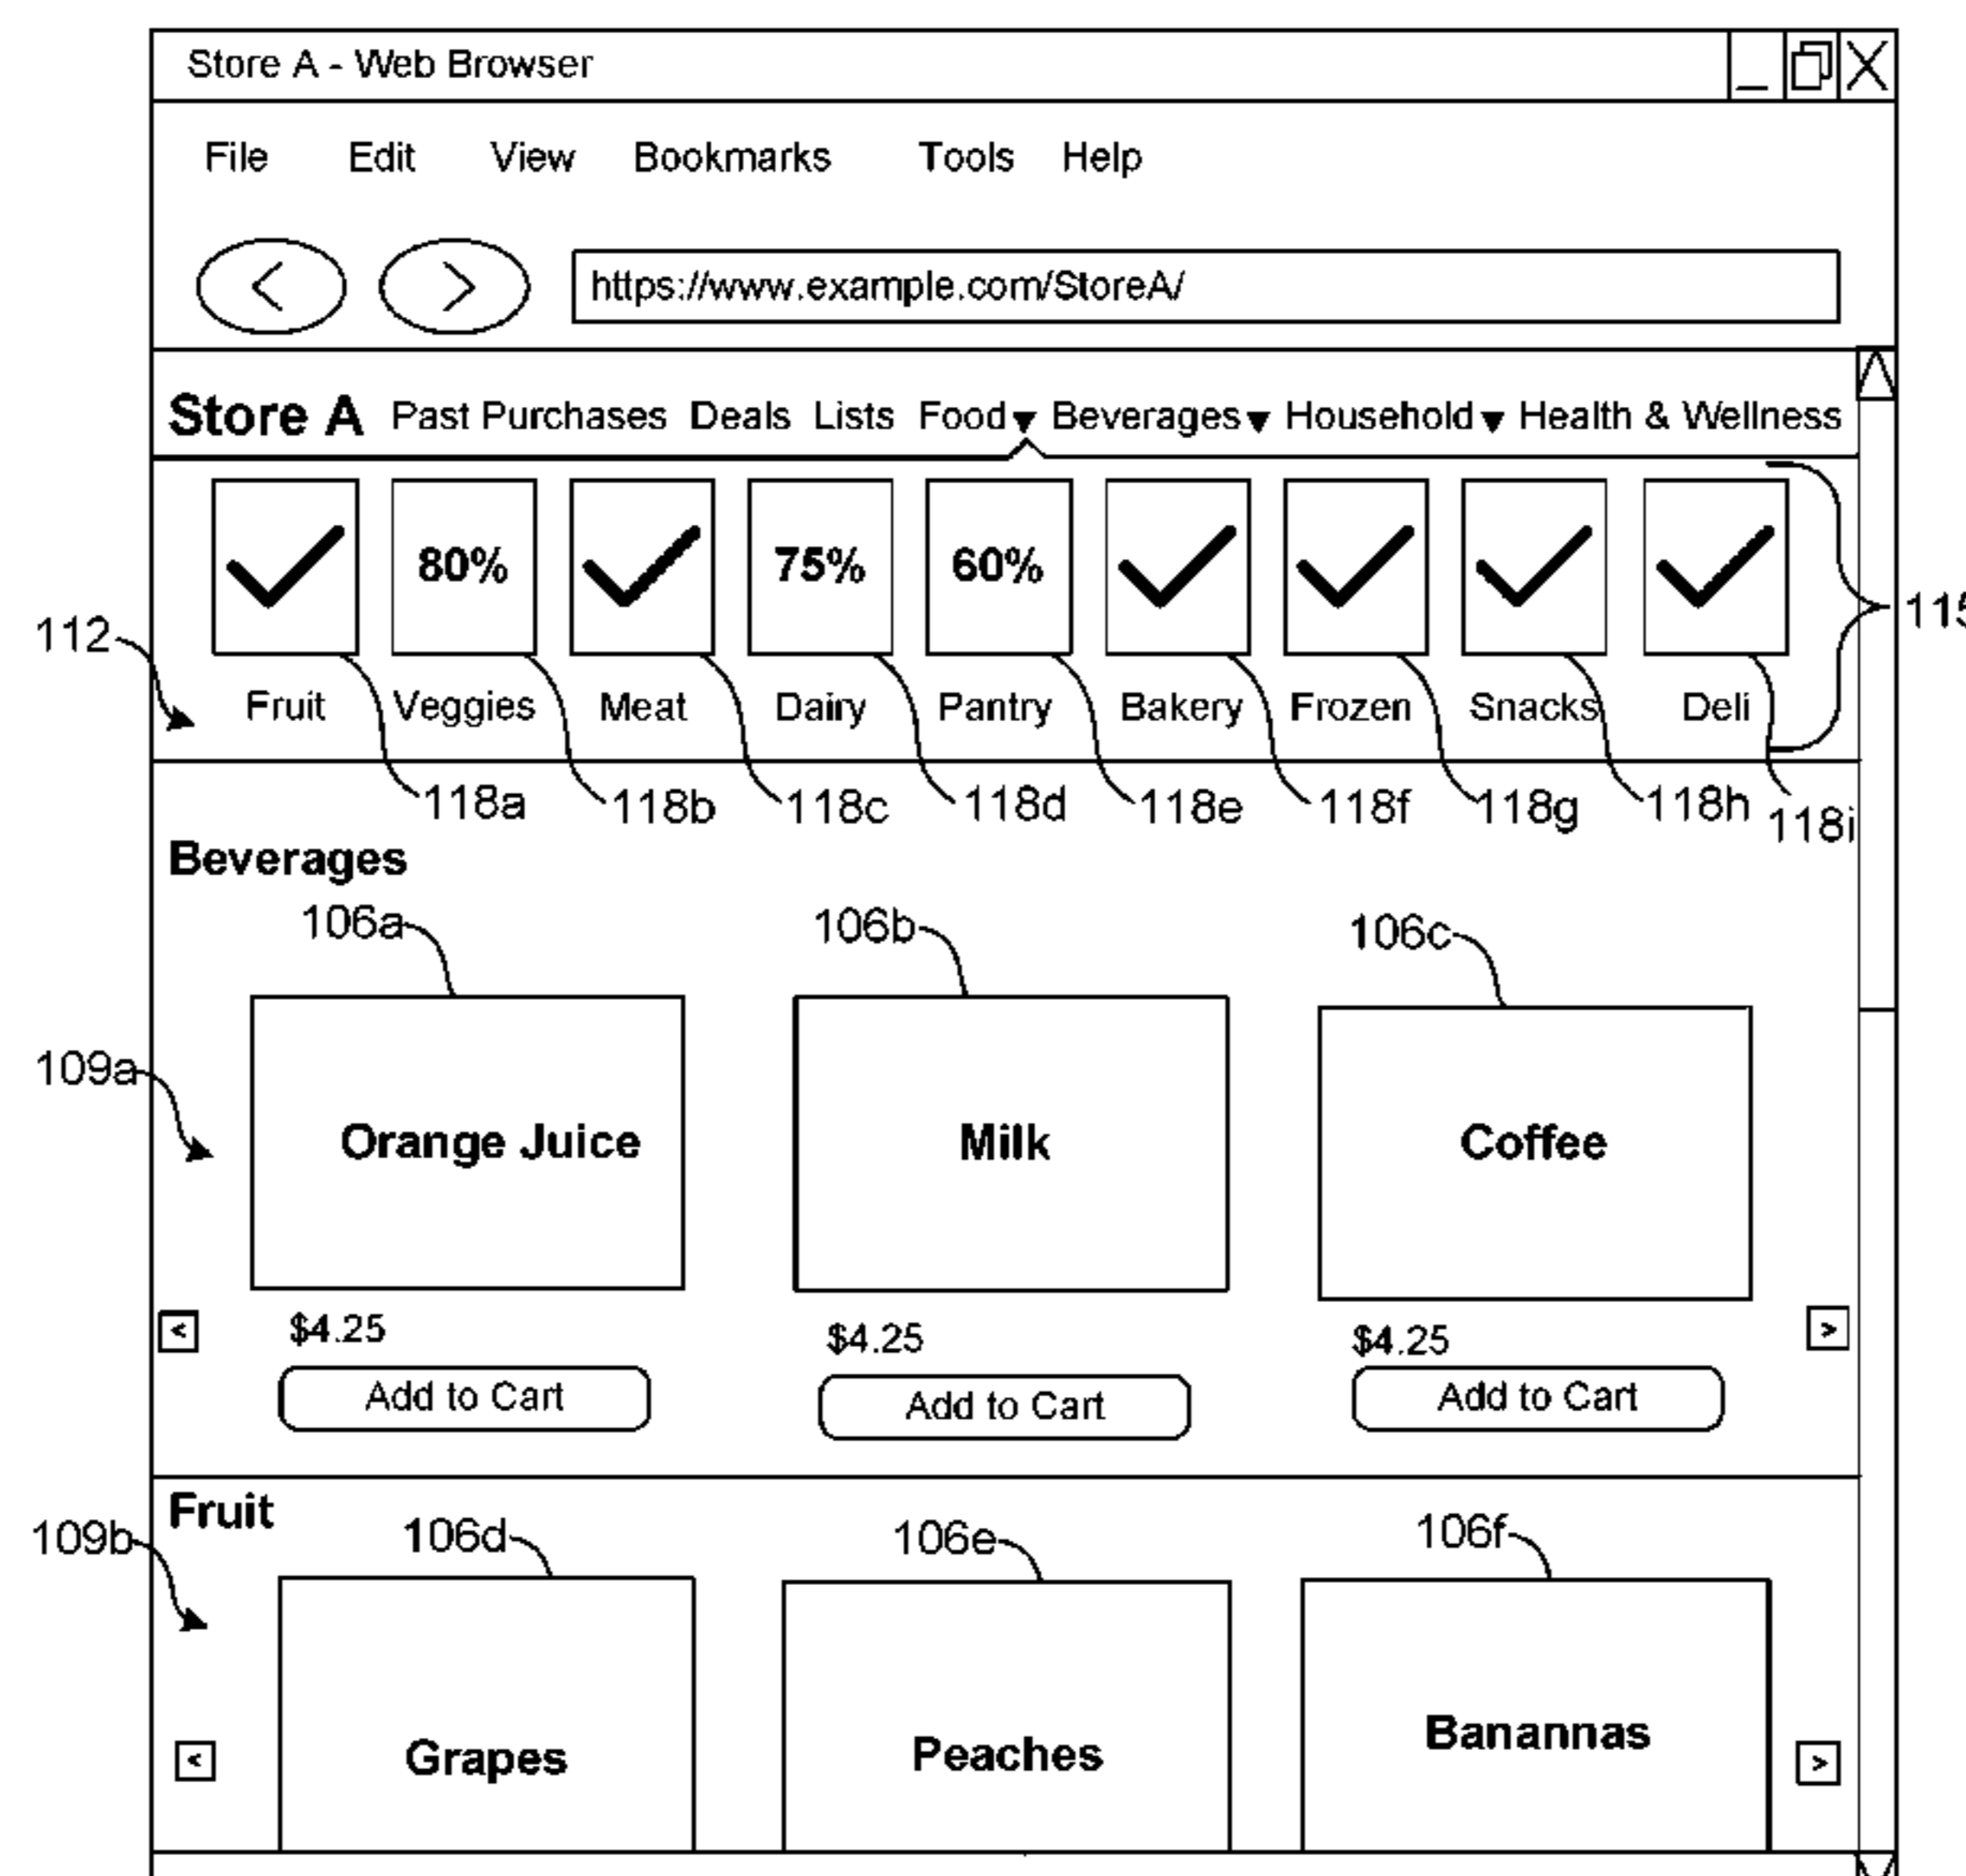 Store A - Web Browser
File Edit View Bookmarks Tools Help
< > https://www.example.com/StoreA/
Store A Past Purchases Deals Lists Food▼ Beverages▼ Household▼ Health & Wellness
80% 75% 60%
115
112
Fruit Veggies Meat Dairy Pantry Bakery Frozen Snacks Deli
118a 118b 118c 118d 118e 118f 118g 118h 118i
Beverages
106a 106b 106c
109a
Orange Juice Milk Coffee
< $4.25 $4.25 $4.25 >
Add to Cart Add to Cart Add to Cart
Fruit
109b 106d 106e 106f
< Grapes Peaches Banannas >